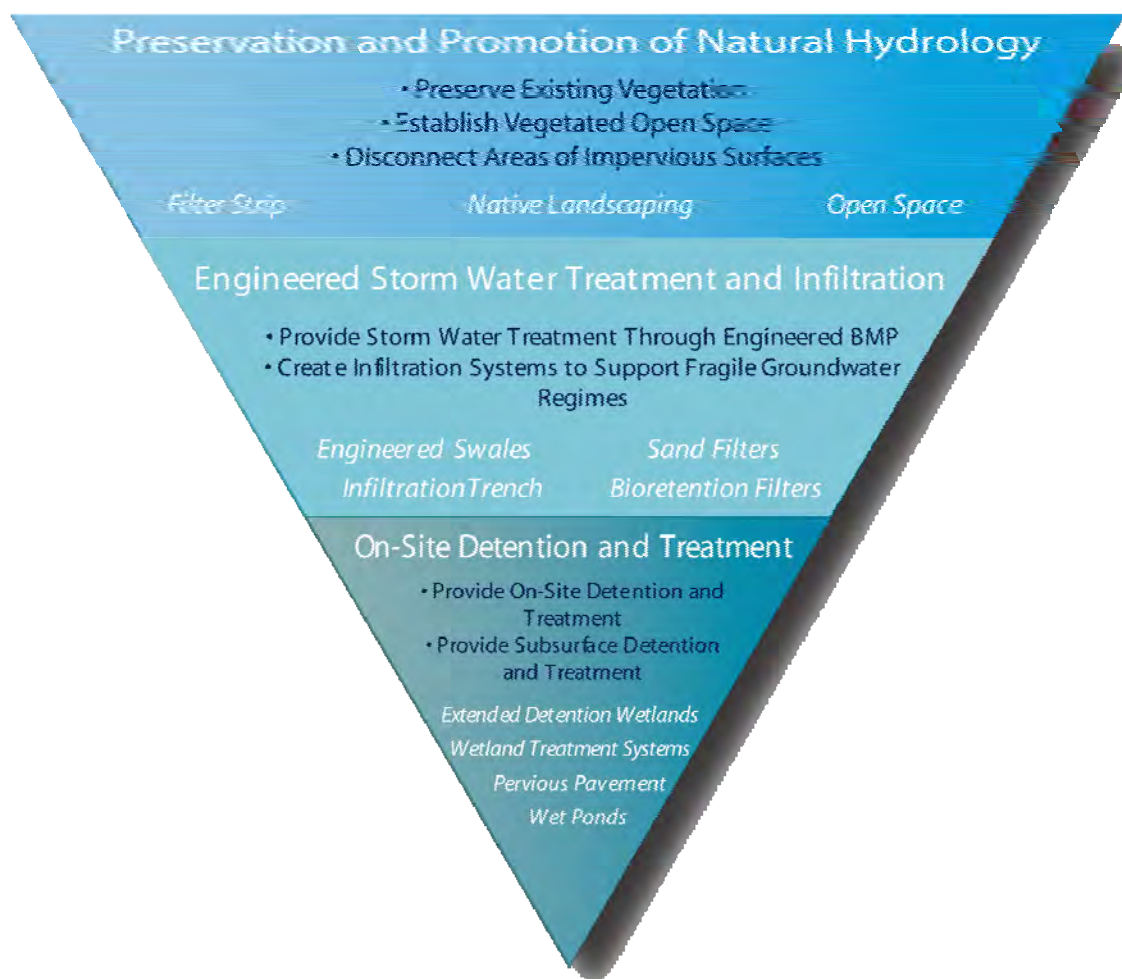 Preservation and Promotion of Natural Hydrology
• Preserve Existing Vegetation
• Establish Vegetated Open Space
• Disconnect Areas of Impervious Surfaces
Filter Strip Native Landscaping Open Space
Engineered Storm Water Treatment and Infiltration
• Provide Storm Water Treatment Through Engineered BMP
• Create Infiltration Systems to Support Fragile Groundwater
Regimes
Engineered Swales Sand Filters
Infiltration Trench Bioretention Filters
On-Site Detention and Treatment
• Provide On-Site Detention and
Treatment
• Provide Subsurface Detention
and Treatment
Extended Detention Wetlands
Wetland Treatment Systems
Pervious Pavement
Wet Ponds